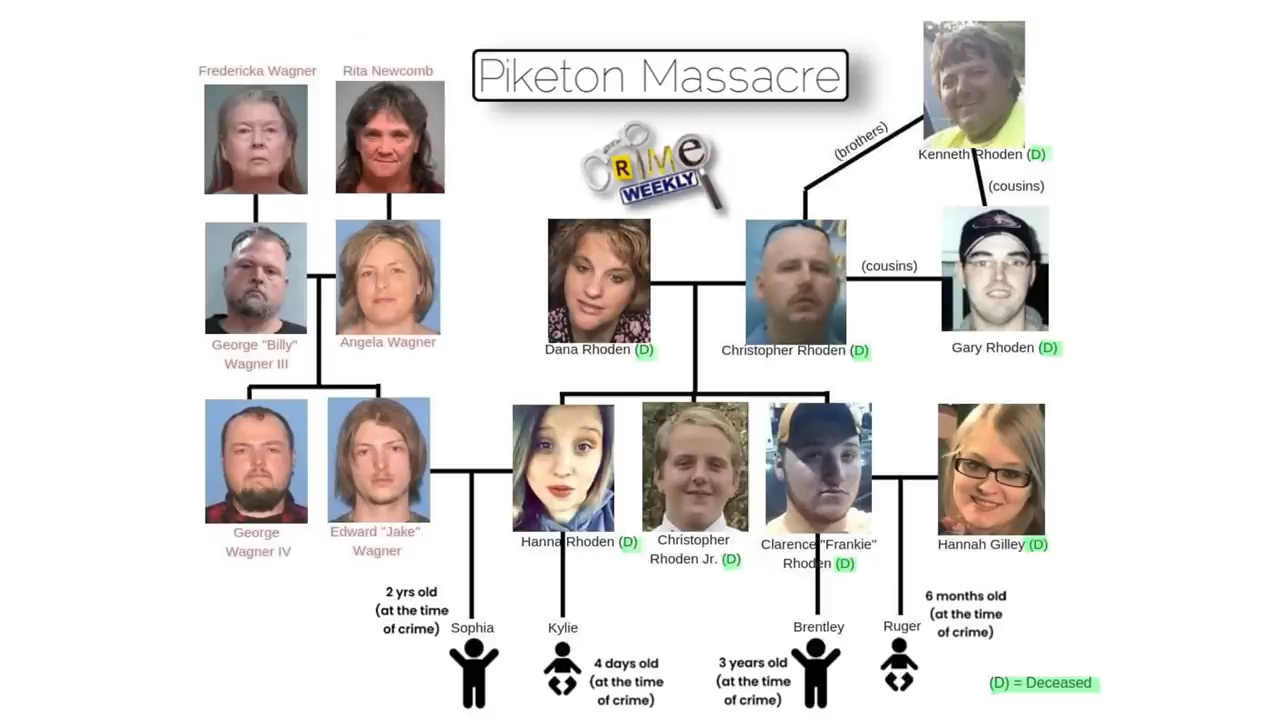 Piketon Massacre
CRIME
WEEKLY
Fredericka Wagner
Rita Newcomb
Kenneth Rhoden (D)
(brothers)
(cousins)
George "Billy"
Wagner III
Angela Wagner
Dana Rhoden (D)
Christopher Rhoden (D)
(cousins)
Gary Rhoden (D)
George
Wagner IV
Edward "Jake"
Wagner
Hanna Rhoden (D)
Christopher
Rhoden Jr. (D)
Clarence "Frankie"
Rhoden (D)
Hannah Gilley (D)
2 yrs old
(at the time
of crime)
Sophia
Kylie
4 days old
(at the time
of crime)
3 years old
(at the time
of crime)
Brentley
Ruger
6 months old
(at the time
of crime)
(D) = Deceased